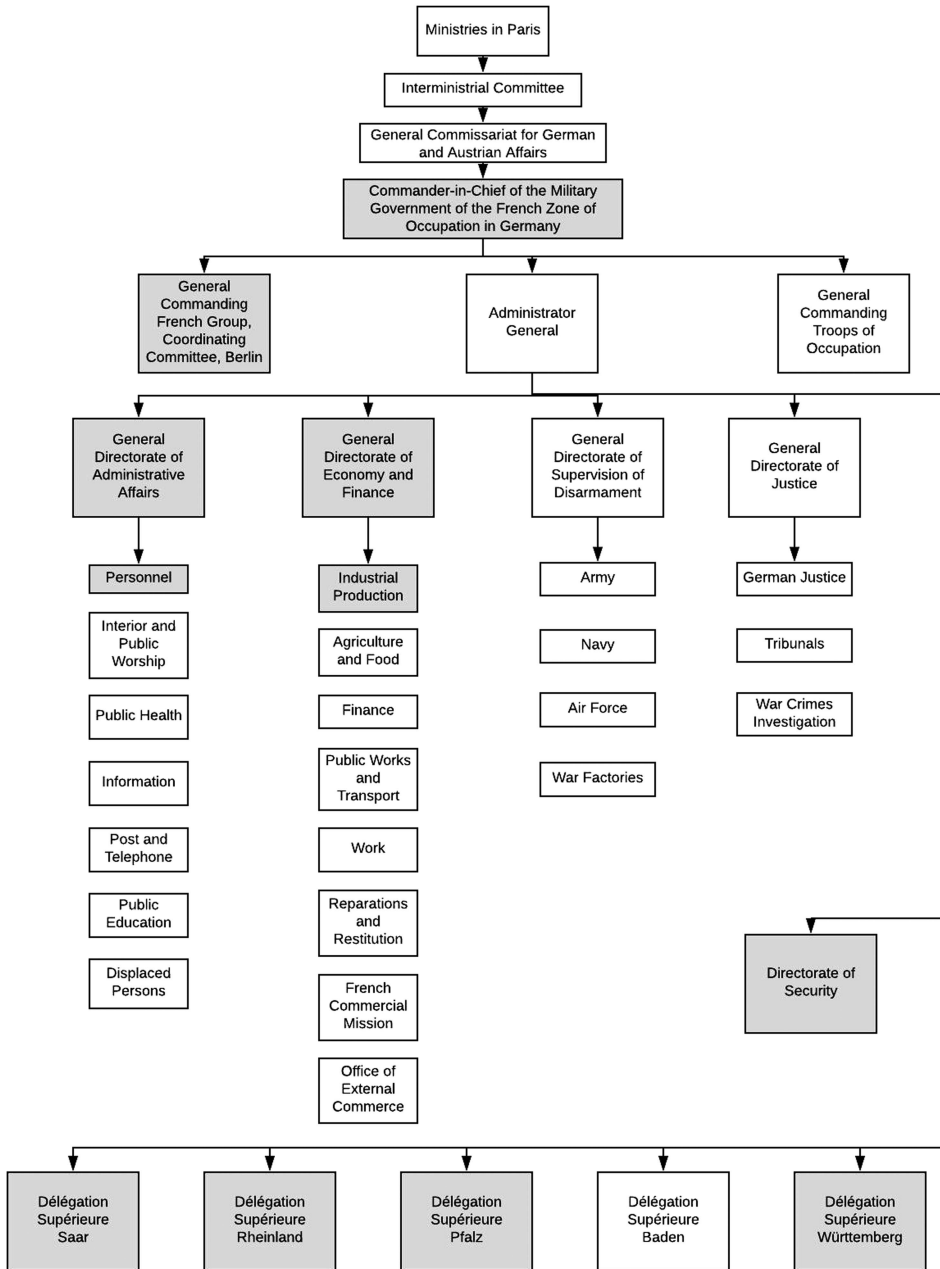 Ministries in Paris
Interministrial Committee
General Commissariat for German
and Austrian Affairs
Commander-in-Chief of the Military
Government of the French Zone of
Occupation in Germany
General
Commanding
French Group,
Coordinating
Committee, Berlin
Administrator
General
General
Commanding
Troops of
Occupation
General
Directorate of
Administrative
Affairs
General
Directorate of
Economy and
Finance
General
Directorate of
Supervision of
Disarmament
General
Directorate of
Justice
Personnel
Interior and
Public
Worship
Public Health
Information
Post and
Telephone
Public
Education
Displaced
Persons
Industrial
Production
Agriculture
and Food
Finance
Public Works
and
Transport
Work
Reparations
and
Restitution
French
Commercial
Mission
Office of
External
Commerce
Army
Navy
Air Force
War Factories
German Justice
Tribunals
War Crimes
Investigation
Directorate of
Security
Délégation
Supérieure
Saar
Délégation
Supérieure
Rheinland
Délégation
Supérieure
Pfalz
Délégation
Supérieure
Baden
Délégation
Supérieure
Württemberg